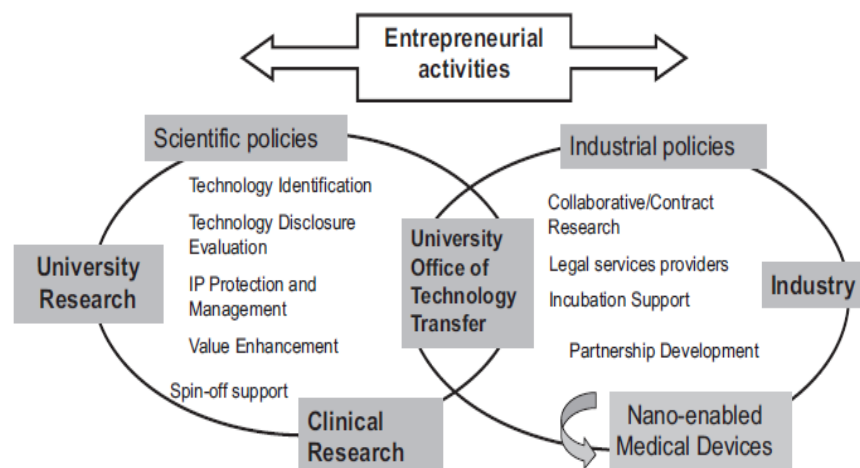 Entrepreneurial
activities
Scientific policies
Industrial policies
Technology Identification
Technology Disclosure
Evaluation
IP Protection and
Management
Value Enhancement
Spin-off support
University
Research
University
Office of
Technology
Transfer
Collaborative/Contract
Research
Legal services providers
Incubation Support
Partnership Development
Industry
Clinical
Research
Nano-enabled
Medical Devices